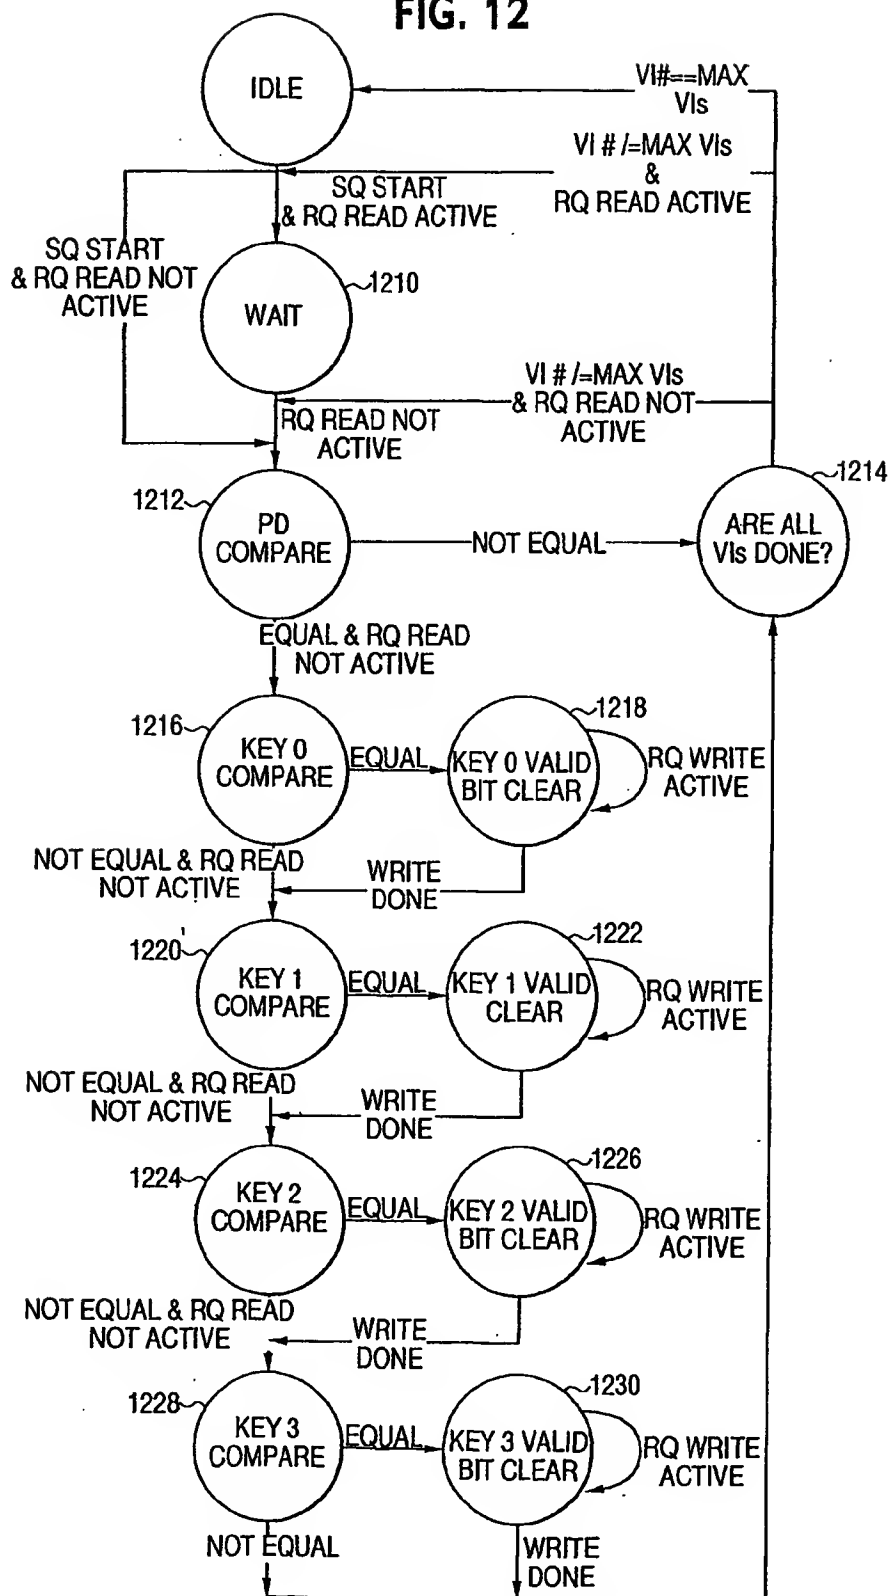 FIG. 12
IDLE
VI#==MAX
VIs
VI # /=MAX VIs
&
RQ READ ACTIVE
SQ START
& RQ READ ACTIVE
SQ START
& RQ READ NOT
ACTIVE
1210
WAIT
VI # /=MAX VIs
& RQ READ NOT
ACTIVE
RQ READ NOT
ACTIVE
1212
PD
COMPARE
NOT EQUAL
1214
ARE ALL
VIs DONE?
EQUAL & RQ READ
NOT ACTIVE
1216
KEY 0
COMPARE
EQUAL
1218
KEY 0 VALID
BIT CLEAR
RQ WRITE
ACTIVE
NOT EQUAL & RQ READ
NOT ACTIVE
WRITE
DONE
1220
KEY 1
COMPARE
EQUAL
1222
KEY 1 VALID
CLEAR
RQ WRITE
ACTIVE
NOT EQUAL & RQ READ
NOT ACTIVE
WRITE
DONE
1224
KEY 2
COMPARE
EQUAL
1226
KEY 2 VALID
BIT CLEAR
RQ WRITE
ACTIVE
NOT EQUAL & RQ READ
NOT ACTIVE
WRITE
DONE
1228
KEY 3
COMPARE
EQUAL
1230
KEY 3 VALID
BIT CLEAR
RQ WRITE
ACTIVE
NOT EQUAL
WRITE
DONE